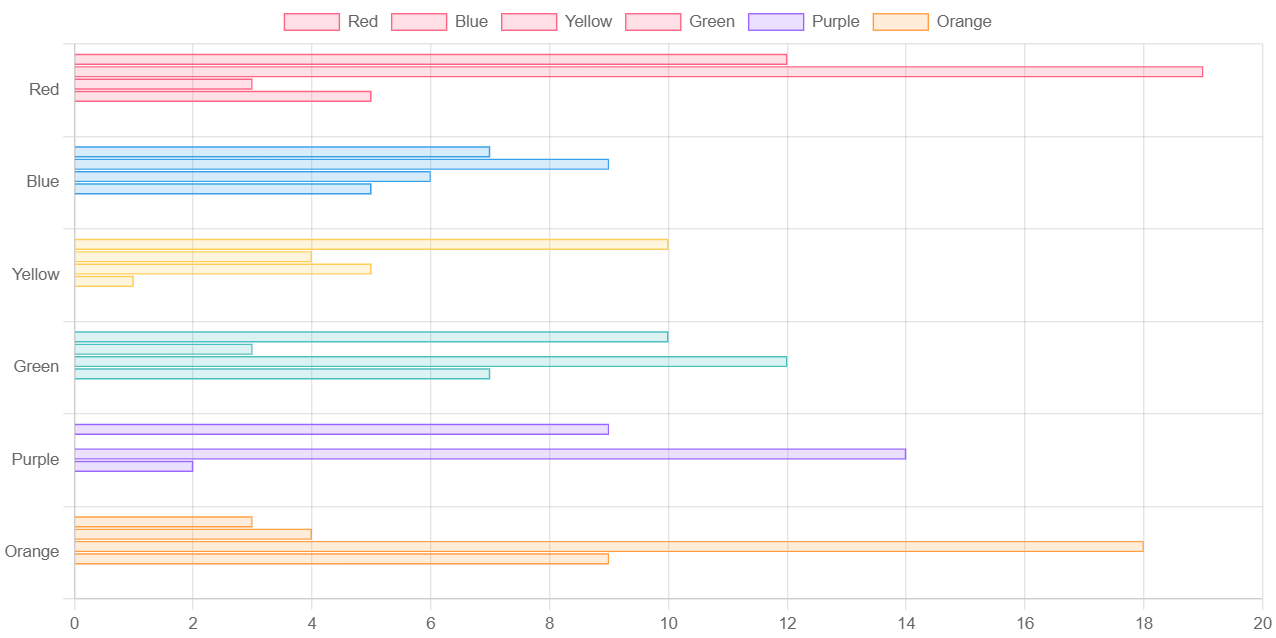 Red Blue Yellow Green Purple Orange
Red
Blue
Yellow
Green
Purple
Orange
0 2 4 6 8 10 12 14 16 18 20